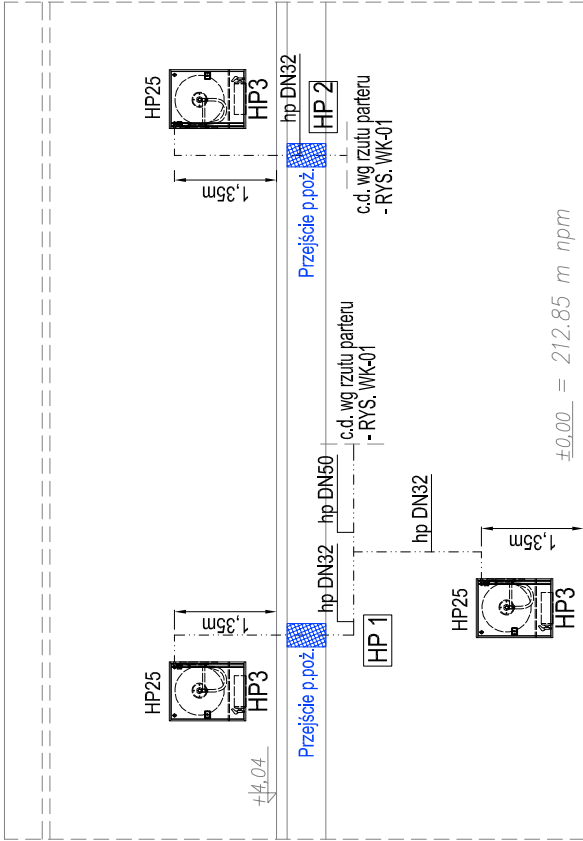 HP25
HP3
1,35m
±4,04
Przejście p.poż.
HP 1
hp DN32
hp DN50
c.d. wg rzutu parteru
- RYS. WK-01
hp DN32
HP25
HP3
1,35m
HP25
HP3
1,35m
hp DN32
HP 2
Przejście p.poż.
c.d. wg rzutu parteru
- RYS. WK-01
±0,00 = 212.85 m npm